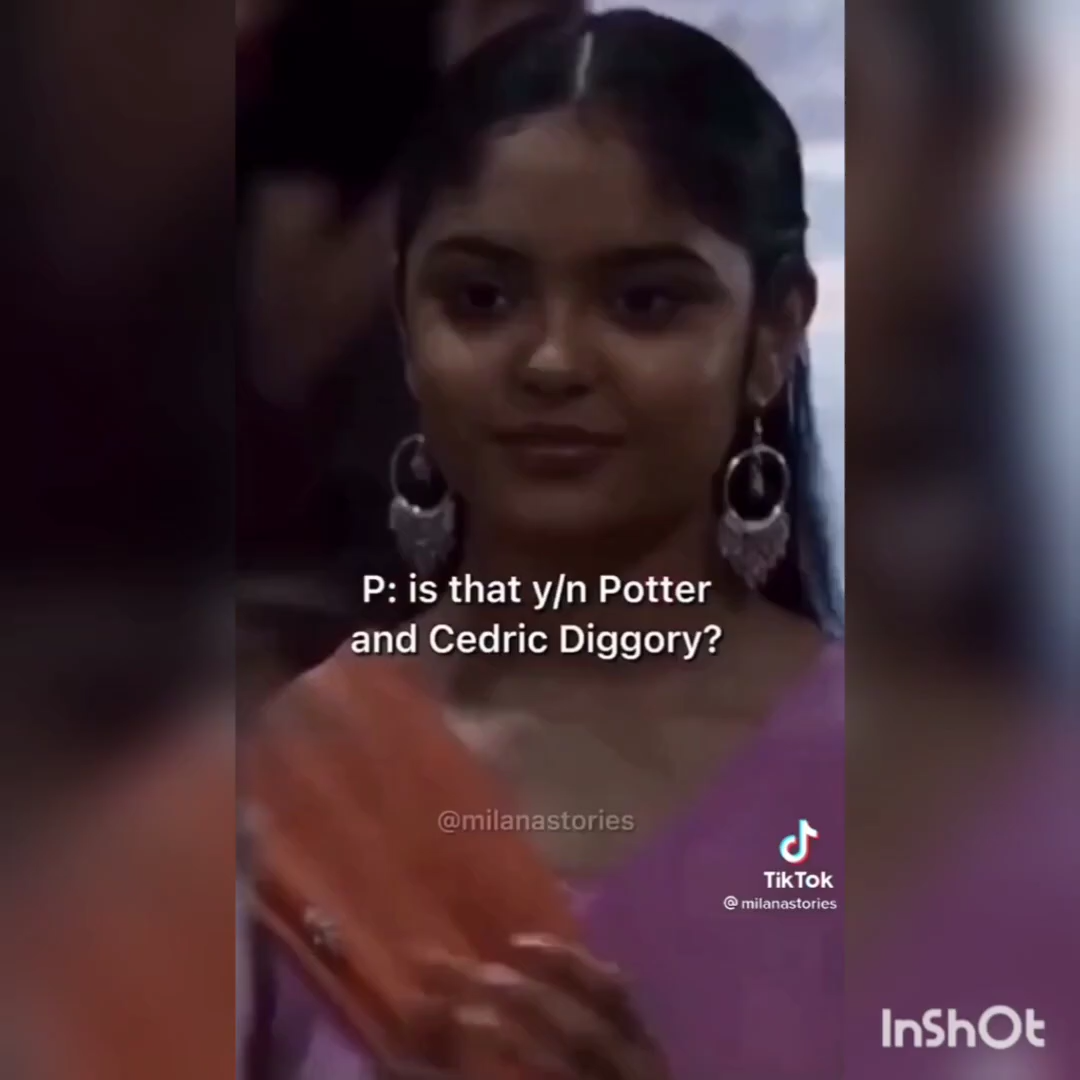 P: is that y/n Potter
and Cedric Diggory?
@milanastories
TikTok
@milanastories
InShOt